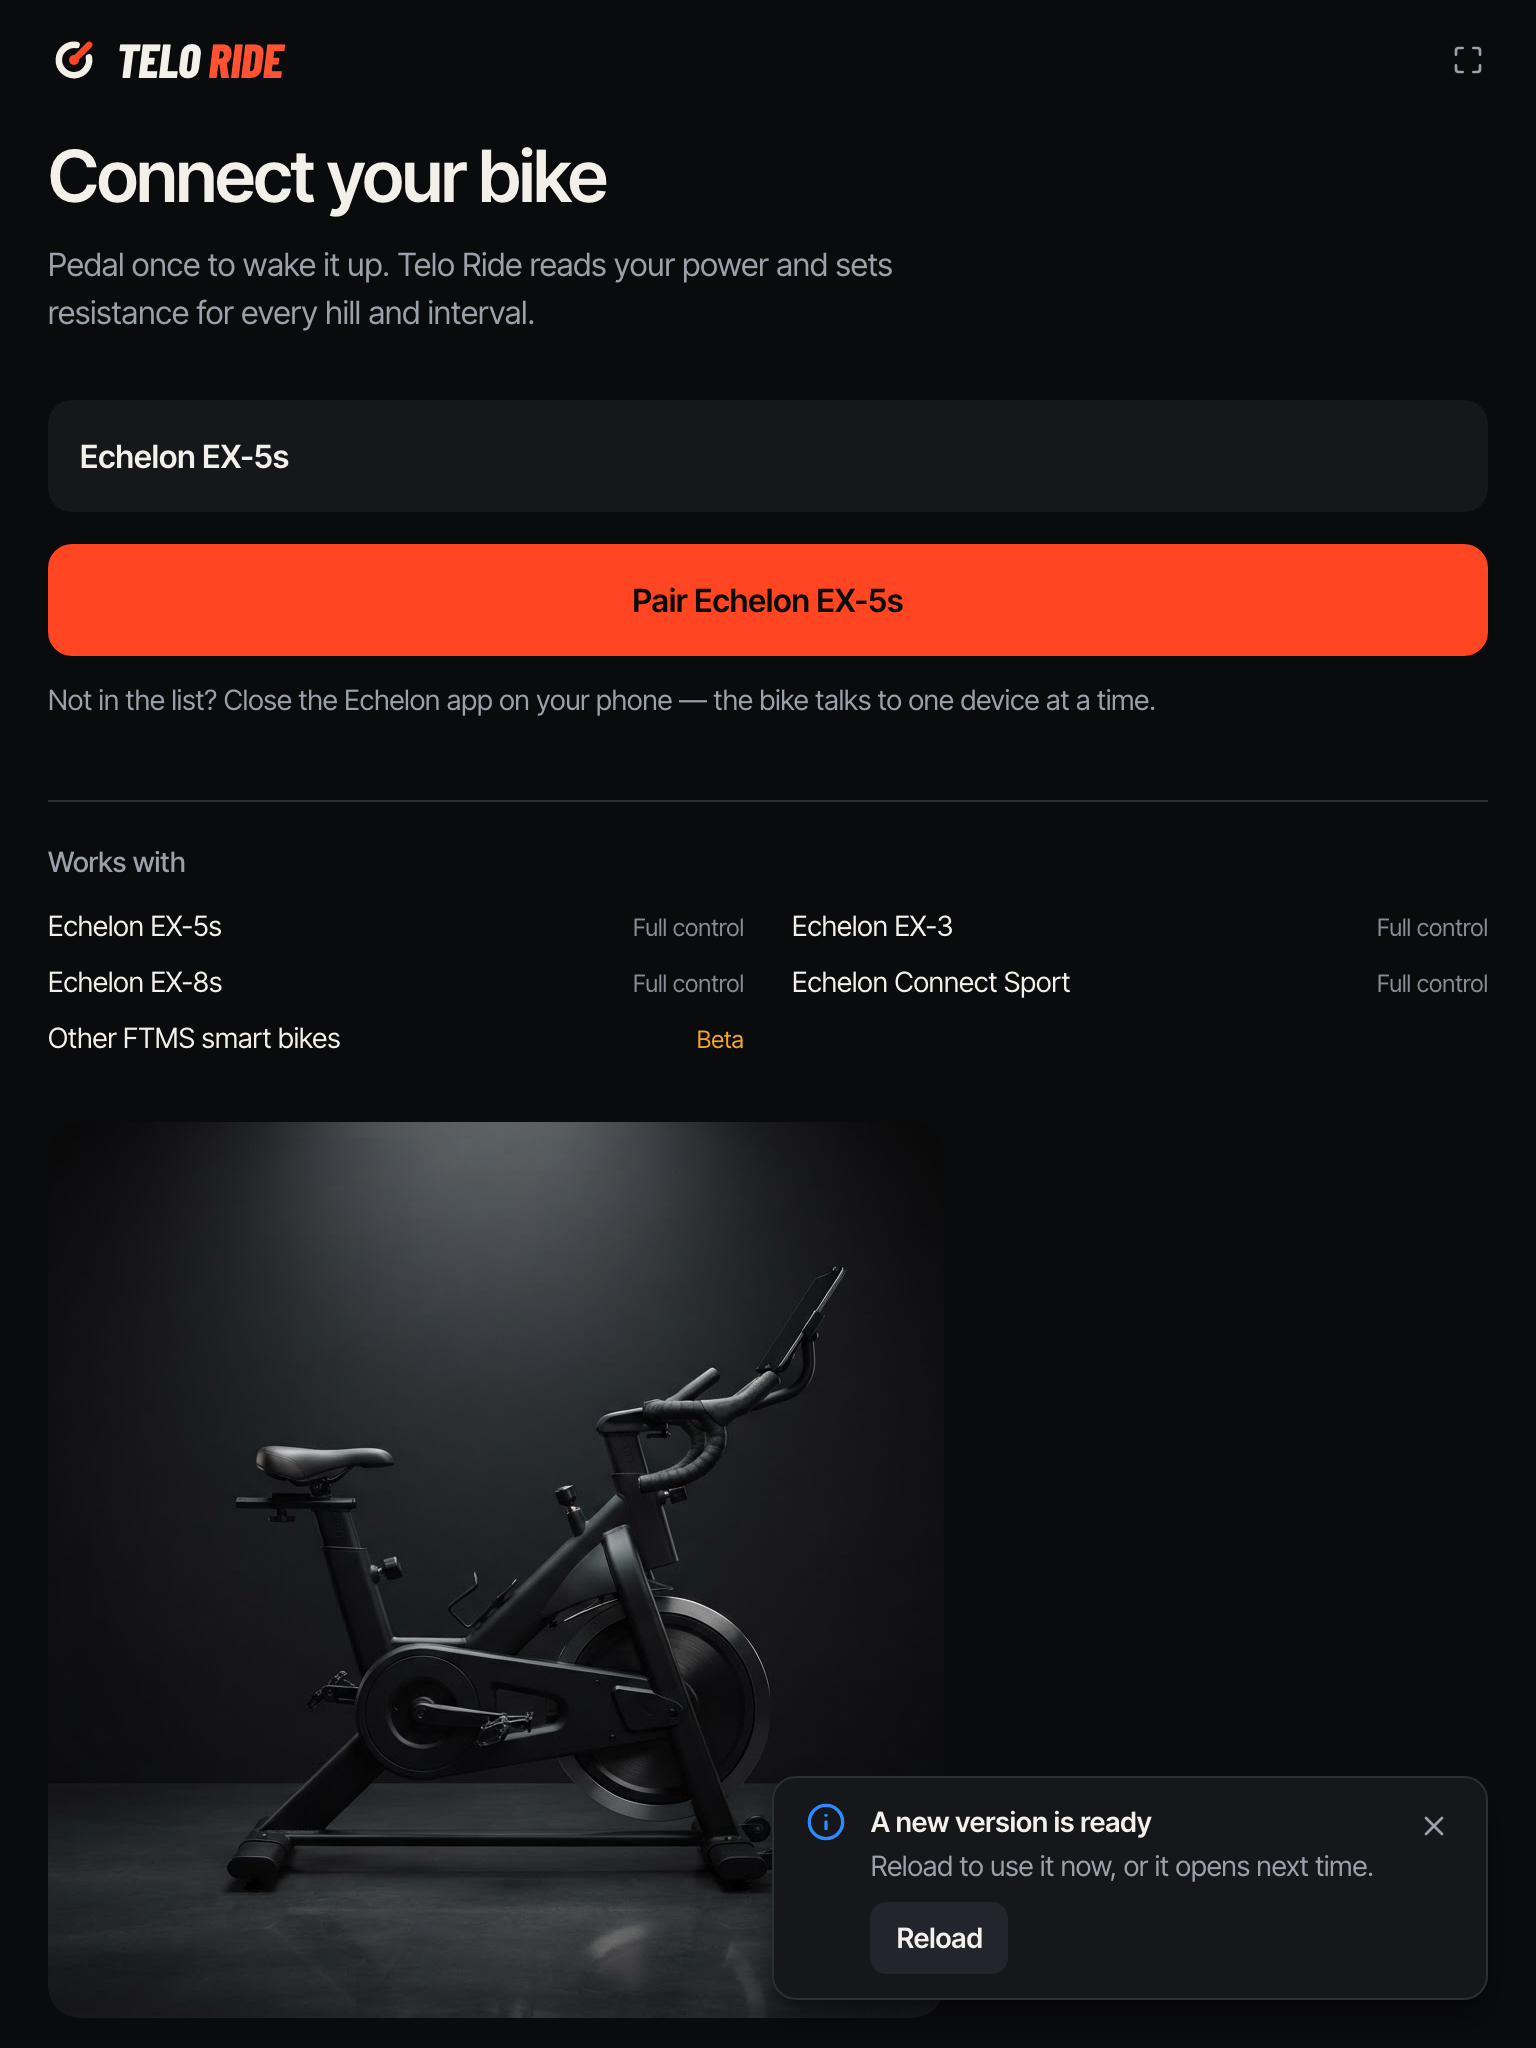 TELO RIDE
Connect your bike
Pedal once to wake it up. Telo Ride reads your power and sets
resistance for every hill and interval.
Echelon EX-5s
Pair Echelon EX-5s
Not in the list? Close the Echelon app on your phone — the bike talks to one device at a time.
Works with
Echelon EX-5s Full control
Echelon EX-3 Full control
Echelon EX-8s Full control
Echelon Connect Sport Full control
Other FTMS smart bikes Beta
A new version is ready
Reload to use it now, or it opens next time.
Reload